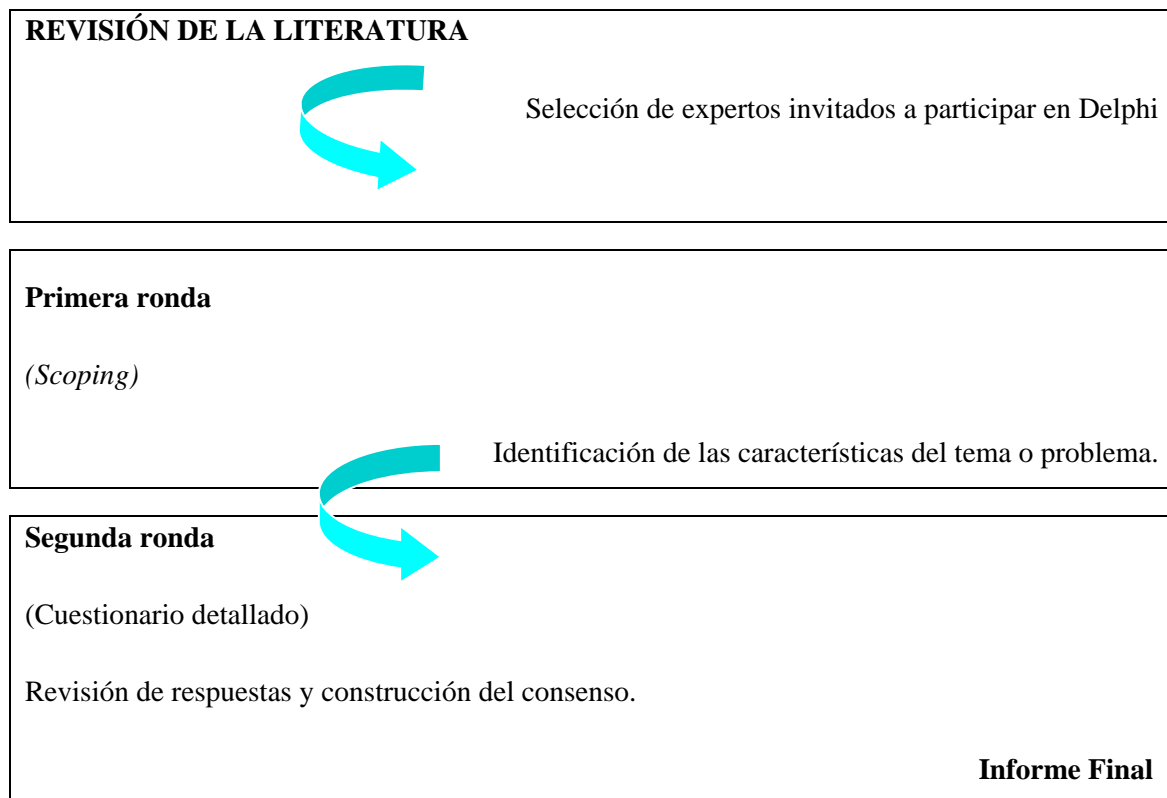 REVISIÓN DE LA LITERATURA
Selección de expertos invitados a participar en Delphi
Primera ronda
(Scoping)
Identificación de las características del tema o problema.
Segunda ronda
(Cuestionario detallado)
Revisión de respuestas y construcción del consenso.
Informe Final